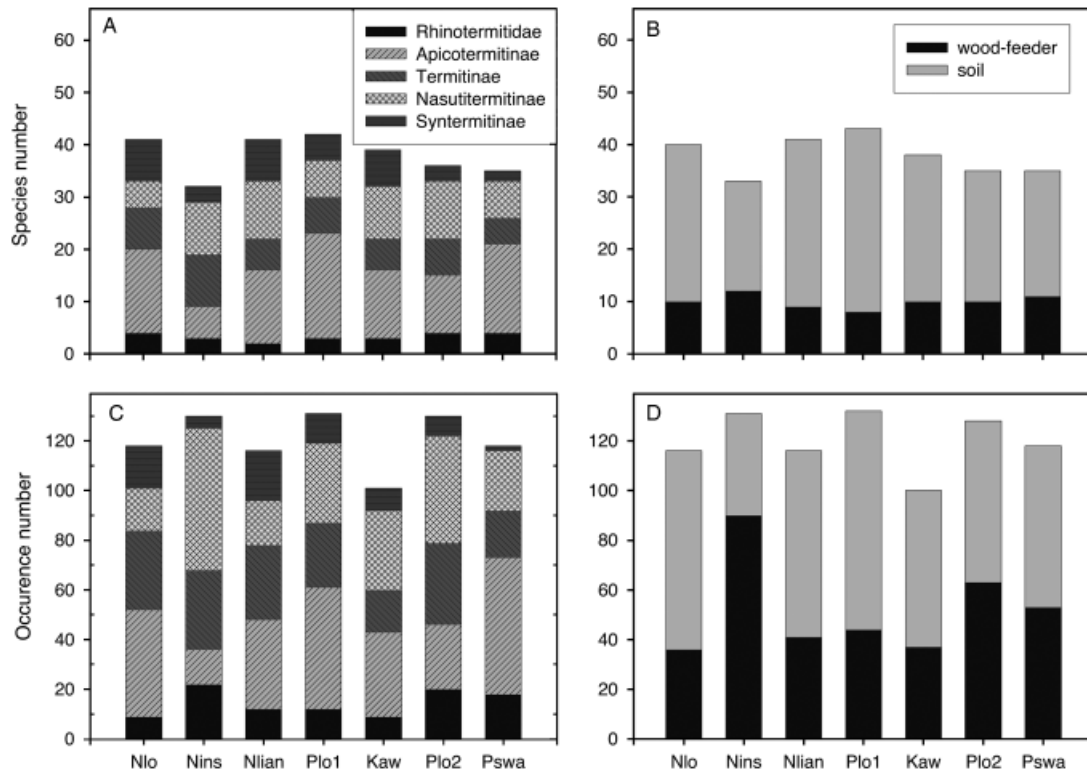 A
Rhinotermitidae
Apicotermitinae
Termitinae
Nasutitermitinae
Syntermitinae
Species number
60
50
40
30
20
10
0
B
wood-feeder
soil
60
50
40
30
20
10
0
C
Occurence number
120
100
80
60
40
20
0
Nlo Nins Nlian Plo1 Kaw Plo2 Pswa
D
120
100
80
60
40
20
0
Nlo Nins Nlian Plo1 Kaw Plo2 Pswa